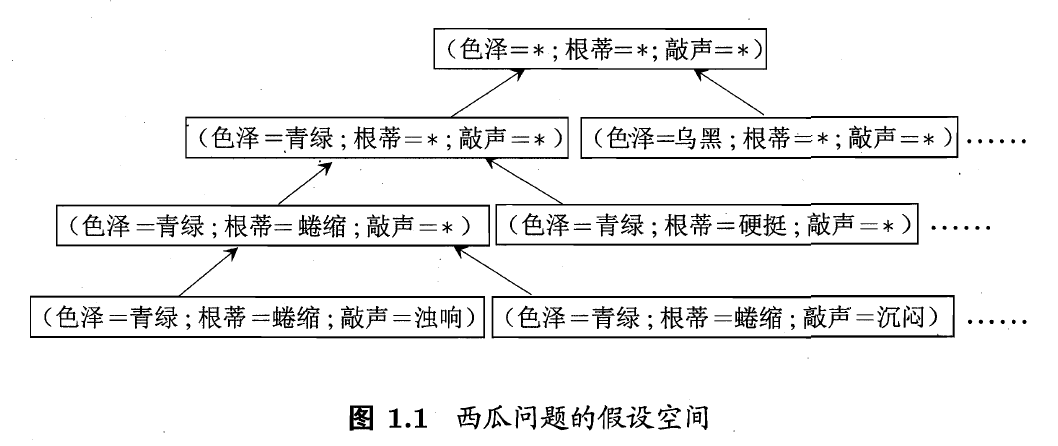 (色泽=*;根蒂=*;敲声=*)
(色泽=青绿;根蒂=*;敲声=*) (色泽=乌黑;根蒂=*;敲声=*) ······
(色泽=青绿;根蒂=蜷缩;敲声=*) (色泽=青绿;根蒂=硬挺;敲声=*) ······
(色泽=青绿;根蒂=蜷缩;敲声=浊响) (色泽=青绿;根蒂=蜷缩;敲声=沉闷) ······
图 1.1 西瓜问题的假设空间